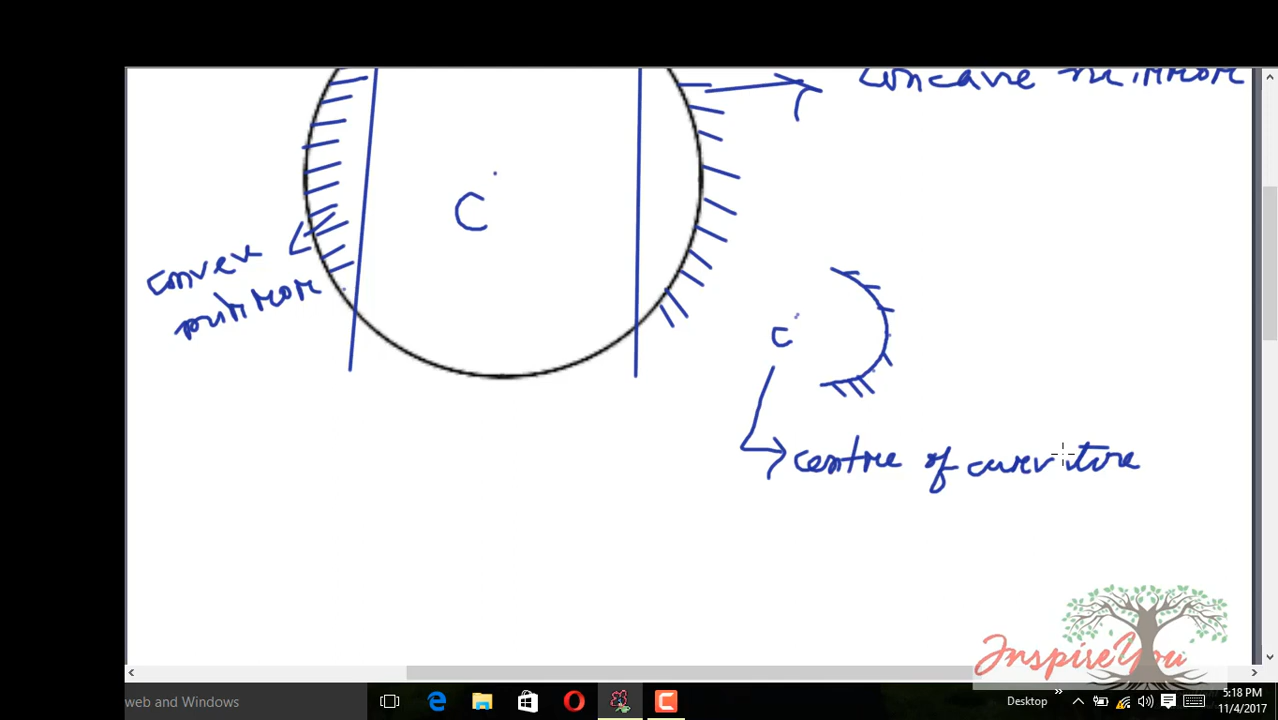 concave mirror
C
convex
mirror
C
centre of curvature
InspireYou
web and Windows
Desktop
5:18 PM
11/4/2017